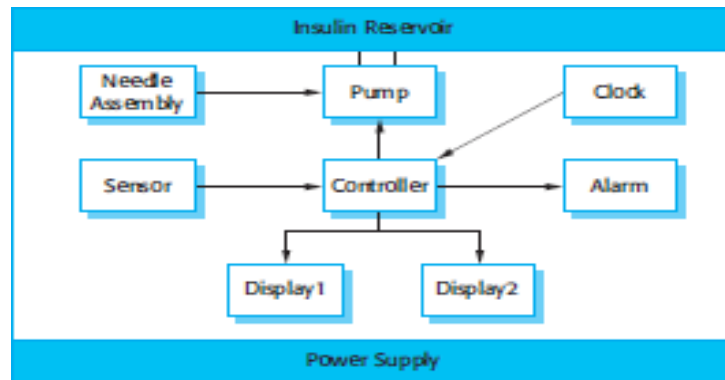 Insulin Reservoir
Needle
Assembly
Pump
Clock
Sensor
Controller
Alarm
Display1
Display2
Power Supply